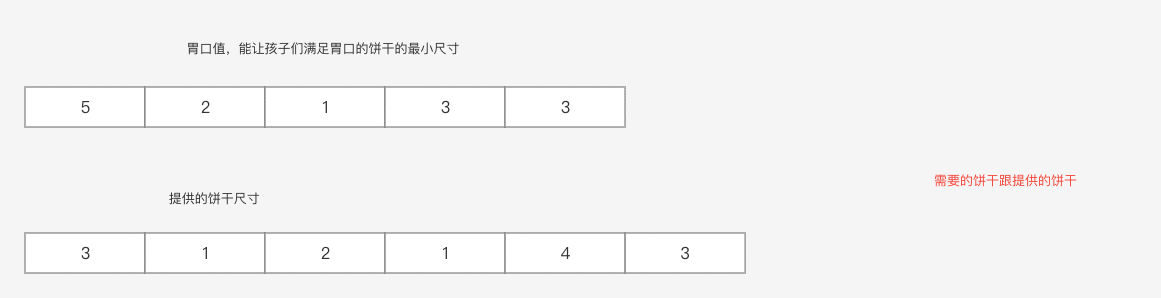 胃口值，能让孩子们满足胃口的饼干的最小尺寸
5 2 1 3 3
需要的饼干跟提供的饼干
提供的饼干尺寸
3 1 2 1 4 3